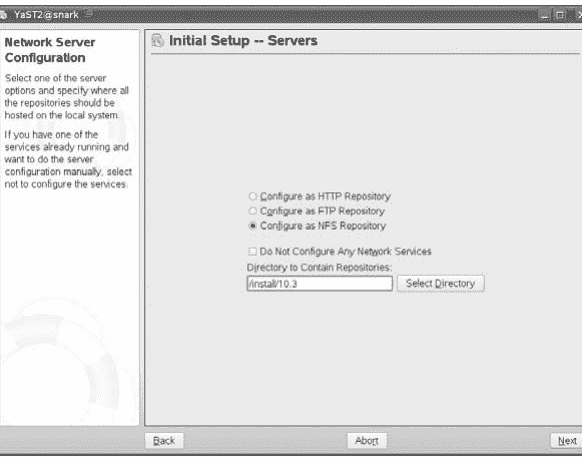 YaST2@snark
Network Server
Configuration
Select one of the server
options and specify where all
the repositories should be
hosted on the local system.
If you have one of the
services already running and
want to do the server
configuration manually, select
not to configure the services.
Initial Setup -- Servers
Configure as HTTP Repository
Configure as FTP Repository
Configure as NFS Repository
Do Not Configure Any Network Services
Directory to Contain Repositories:
/install/10.3
Select Directory
Back
Abort
Next